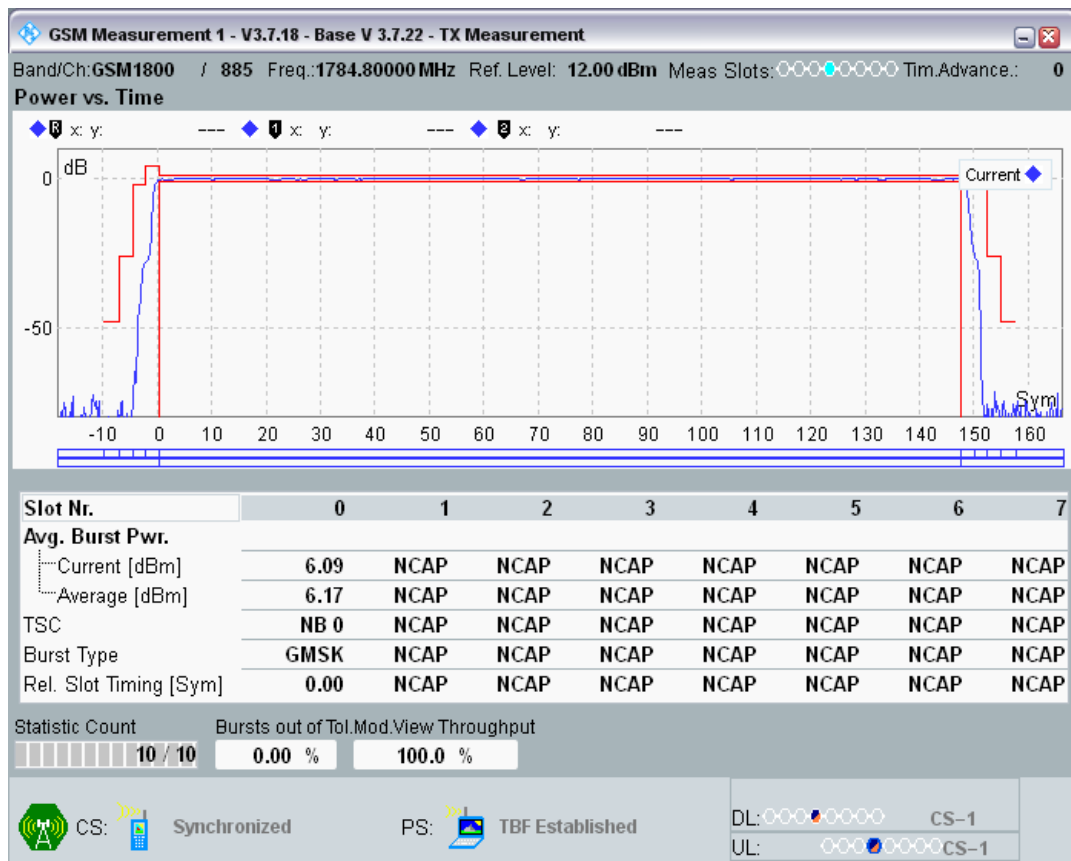 GSM Measurement 1 - V3.7.18 - Base V 3.7.22 - TX Measurement
Band/Ch:GSM1800 / 885 Freq.:1784.80000 MHz Ref. Level: 12.00 dBm Meas Slots: Tim.Advance.: 0
Power vs. Time
R x: y: --- 1 x: y: --- 2 x: y: ---
dB
Current
0
-50
Sym
-10 0 10 20 30 40 50 60 70 80 90 100 110 120 130 140 150 160
Slot Nr. 0 1 2 3 4 5 6 7
Avg. Burst Pwr.
Current [dBm] 6.09 NCAP NCAP NCAP NCAP NCAP NCAP NCAP
Average [dBm] 6.17 NCAP NCAP NCAP NCAP NCAP NCAP NCAP
TSC NB 0 NCAP NCAP NCAP NCAP NCAP NCAP NCAP
Burst Type GMSK NCAP NCAP NCAP NCAP NCAP NCAP NCAP
Rel. Slot Timing [Sym] 0.00 NCAP NCAP NCAP NCAP NCAP NCAP NCAP
Statistic Count Bursts out of Tol.Mod.View Throughput
10 / 10 0.00 % 100.0 %
CS: Synchronized PS: TBF Established
DL: CS-1
UL: CS-1